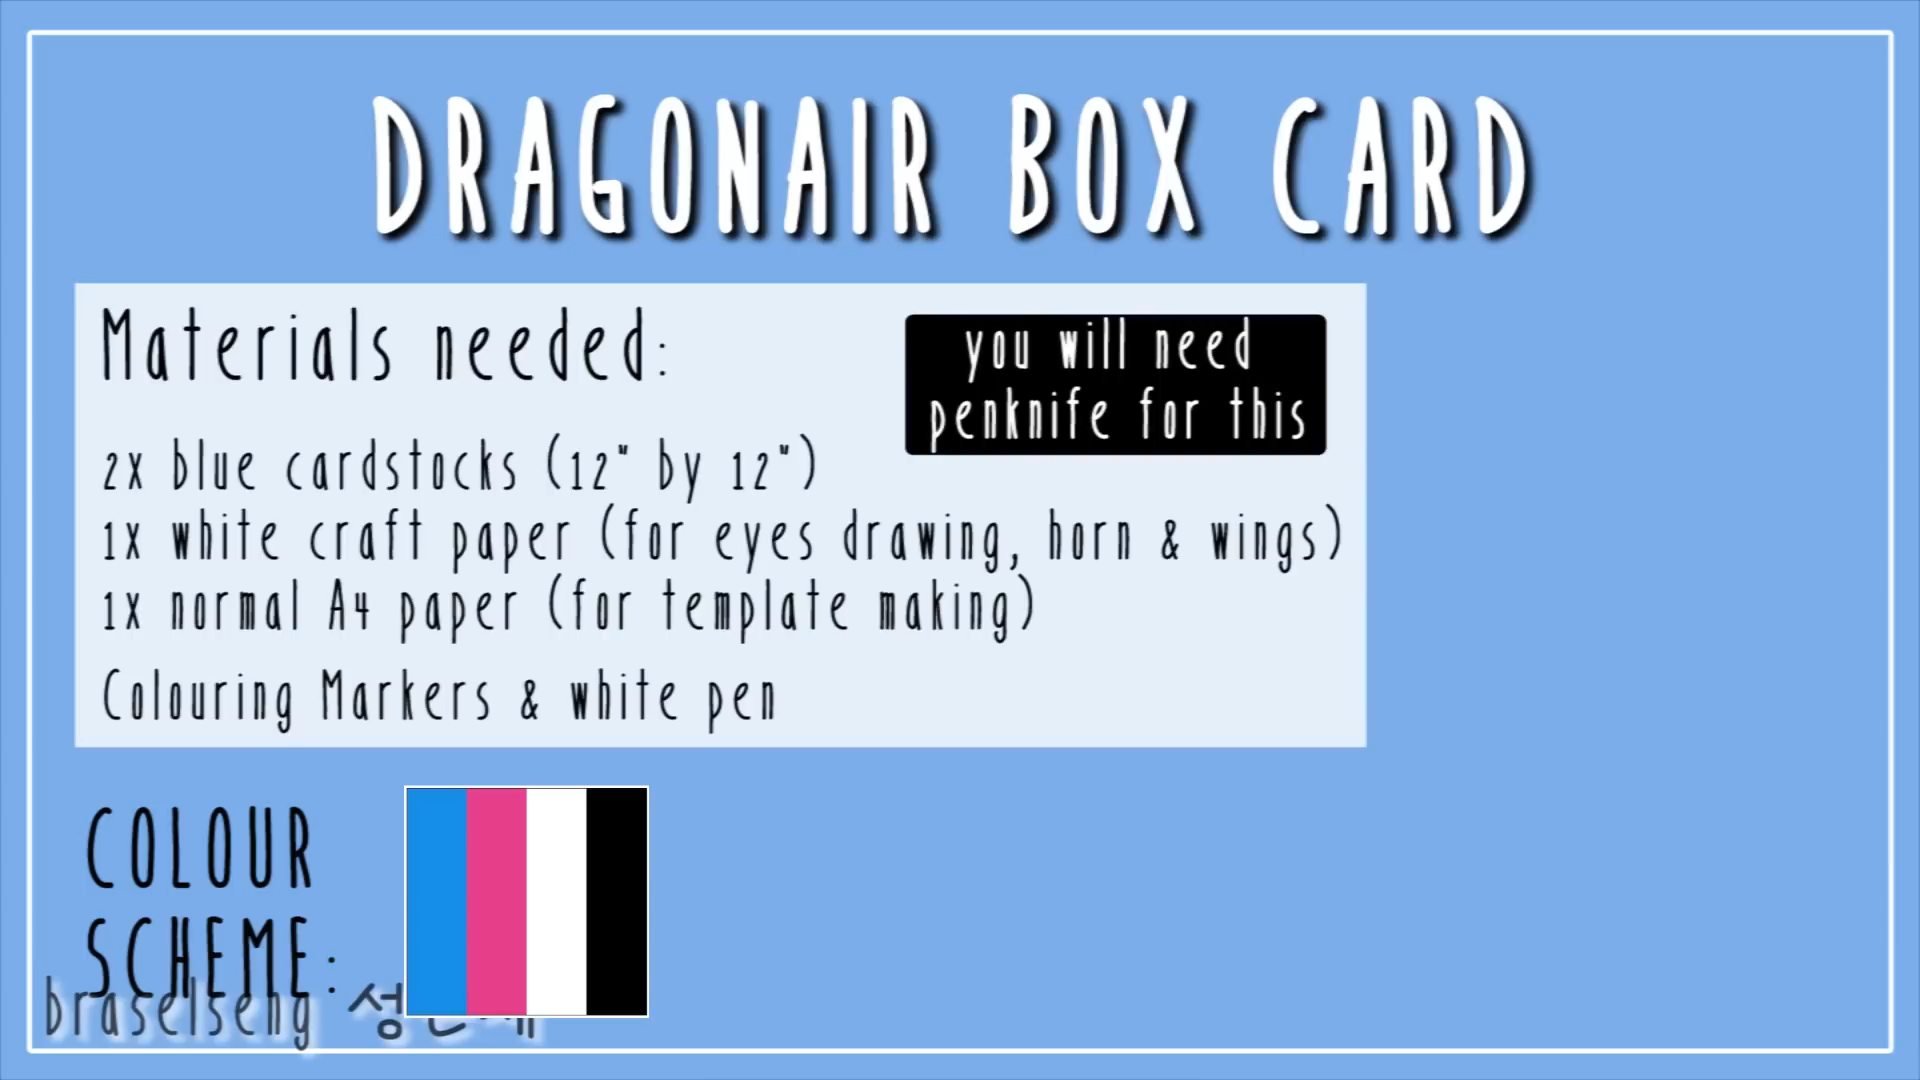 DRAGONAIR BOX CARD
Materials needed:
you will need
penknife for this
2x blue cardstocks (12" by 12")
1x white craft paper (for eyes drawing, horn & wings)
1x normal A4 paper (for template making)
Colouring Markers & white pen
COLOUR
SCHEME:
braselseng 성